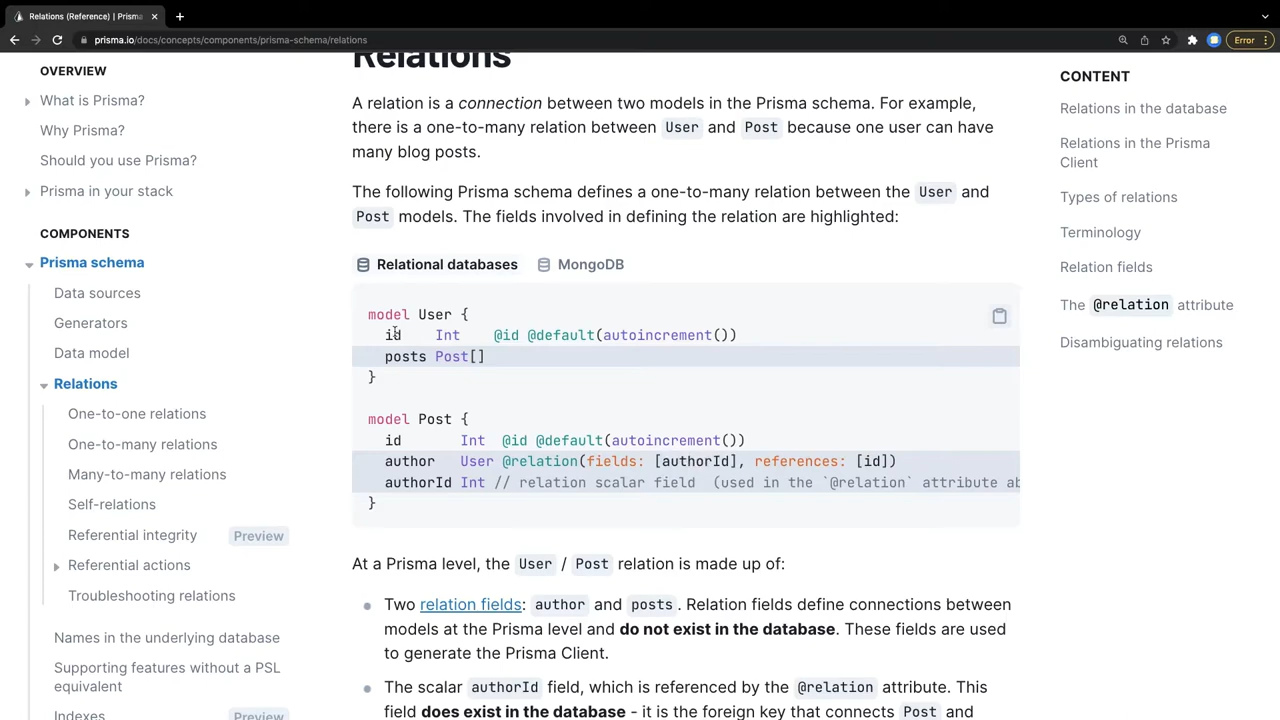 Relations (Reference) | Prisma
prisma.io/docs/concepts/components/prisma-schema/relations
Error
OVERVIEW
What is Prisma?
Why Prisma?
Should you use Prisma?
Prisma in your stack
COMPONENTS
Prisma schema
Data sources
Generators
Data model
Relations
One-to-one relations
One-to-many relations
Many-to-many relations
Self-relations
Referential integrity Preview
Referential actions
Troubleshooting relations
Names in the underlying database
Supporting features without a PSL
equivalent
Indexes Preview
Relations
A relation is a connection between two models in the Prisma schema. For example,
there is a one-to-many relation between User and Post because one user can have
many blog posts.
The following Prisma schema defines a one-to-many relation between the User and
Post models. The fields involved in defining the relation are highlighted:
Relational databases MongoDB
model User {
id Int @id @default(autoincrement())
posts Post[]
}
model Post {
id Int @id @default(autoincrement())
author User @relation(fields: [authorId], references: [id])
authorId Int // relation scalar field (used in the `@relation` attribute ab
}
At a Prisma level, the User / Post relation is made up of:
Two relation fields: author and posts. Relation fields define connections between
models at the Prisma level and do not exist in the database. These fields are used
to generate the Prisma Client.
The scalar authorId field, which is referenced by the @relation attribute. This
field does exist in the database - it is the foreign key that connects Post and
CONTENT
Relations in the database
Relations in the Prisma
Client
Types of relations
Terminology
Relation fields
The @relation attribute
Disambiguating relations